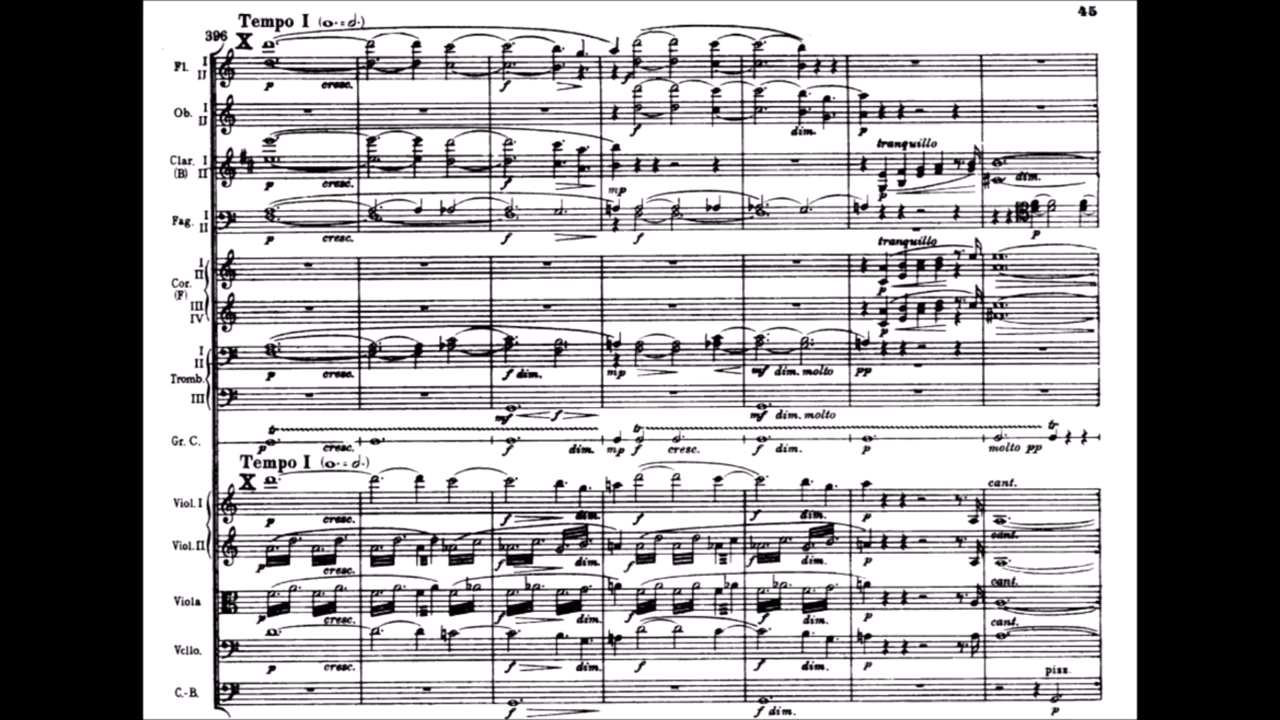 45
Tempo I (𝅝.=𝅗𝅥.)
396
X
Fl. I
II
p cresc. f
Ob. I
II
f dim. p
tranquillo
Clar. I
(B) II
p cresc. f mp p dim.
Fag. I
II
p cresc. f f p
tranquillo
I
II
Cor.
(F)
p
III
IV
p
I
II
p cresc. f dim. mp mf dim. molto pp
Tromb.
III
mf f mf dim. molto
tr tr tr
Gr. C.
p cresc. f dim. mp f cresc. f dim. p molto pp
Tempo I (𝅝.=𝅗𝅥.)
X
cant.
Viol. I
p cresc. f dim. f f dim. p
cant.
Viol. II
p cresc. f dim. f f dim. p
cant.
Viola
p cresc. f dim. f f dim. p
cant.
Vcllo.
p cresc. f dim. f f dim. p
pizz.
C.-B.
f f dim. p